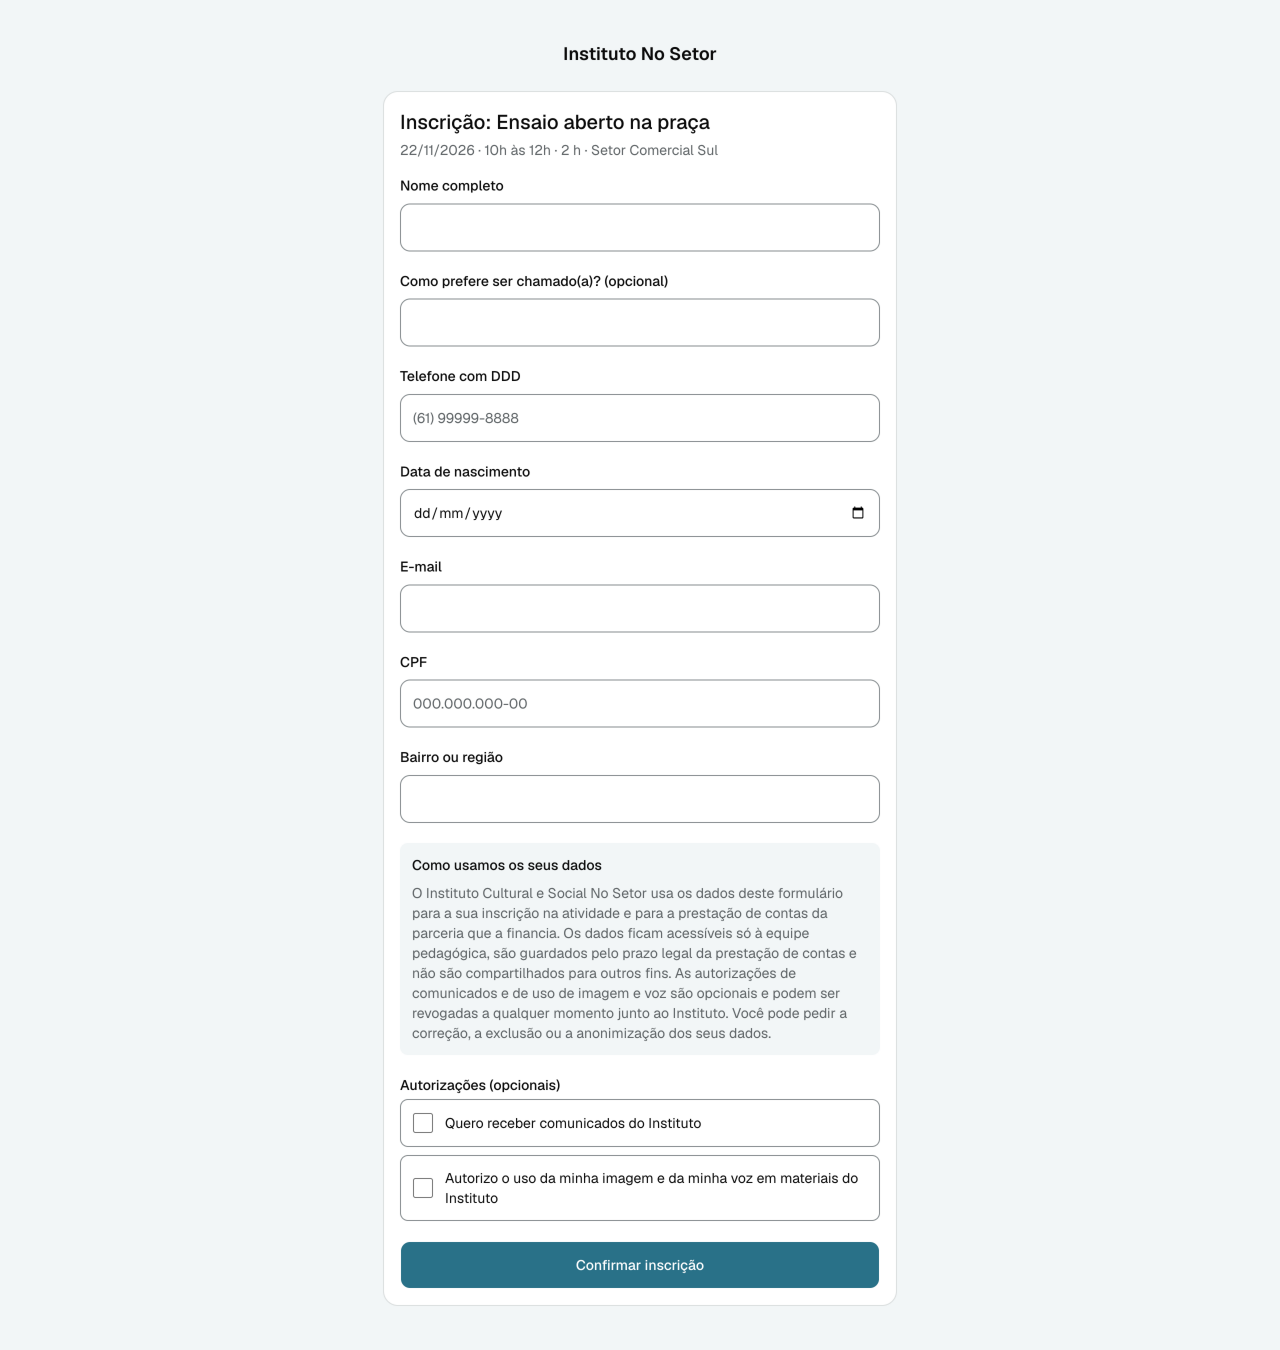 Instituto No Setor
Inscrição: Ensaio aberto na praça
22/11/2026 · 10h às 12h · 2 h · Setor Comercial Sul
Nome completo
Como prefere ser chamado(a)? (opcional)
Telefone com DDD
(61) 99999-8888
Data de nascimento
dd/mm/yyyy
E-mail
CPF
000.000.000-00
Bairro ou região
Como usamos os seus dados
O Instituto Cultural e Social No Setor usa os dados deste formulário
para a sua inscrição na atividade e para a prestação de contas da
parceria que a financia. Os dados ficam acessíveis só à equipe
pedagógica, são guardados pelo prazo legal da prestação de contas e
não são compartilhados para outros fins. As autorizações de
comunicados e de uso de imagem e voz são opcionais e podem ser
revogadas a qualquer momento junto ao Instituto. Você pode pedir a
correção, a exclusão ou a anonimização dos seus dados.
Autorizações (opcionais)
Quero receber comunicados do Instituto
Autorizo o uso da minha imagem e da minha voz em materiais do
Instituto
Confirmar inscrição